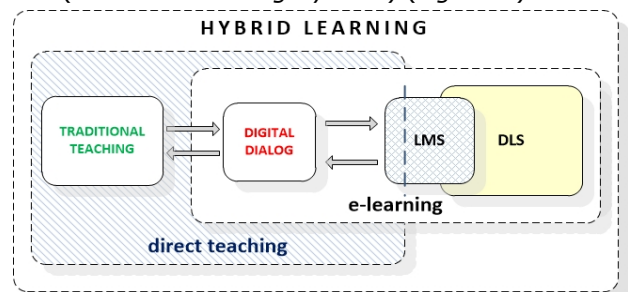 HYBRID LEARNING
TRADITIONAL
TEACHING
DIGITAL
DIALOG
LMS
DLS
e-learning
direct teaching